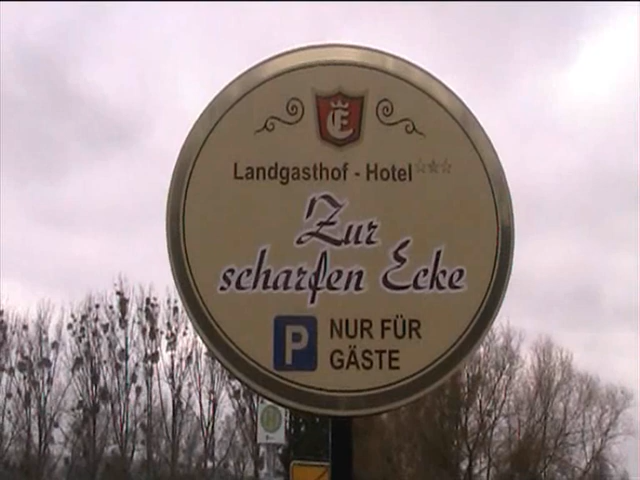 E
Landgasthof - Hotel ***
Zur
scharfen Ecke
P NUR FÜR
GÄSTE
H